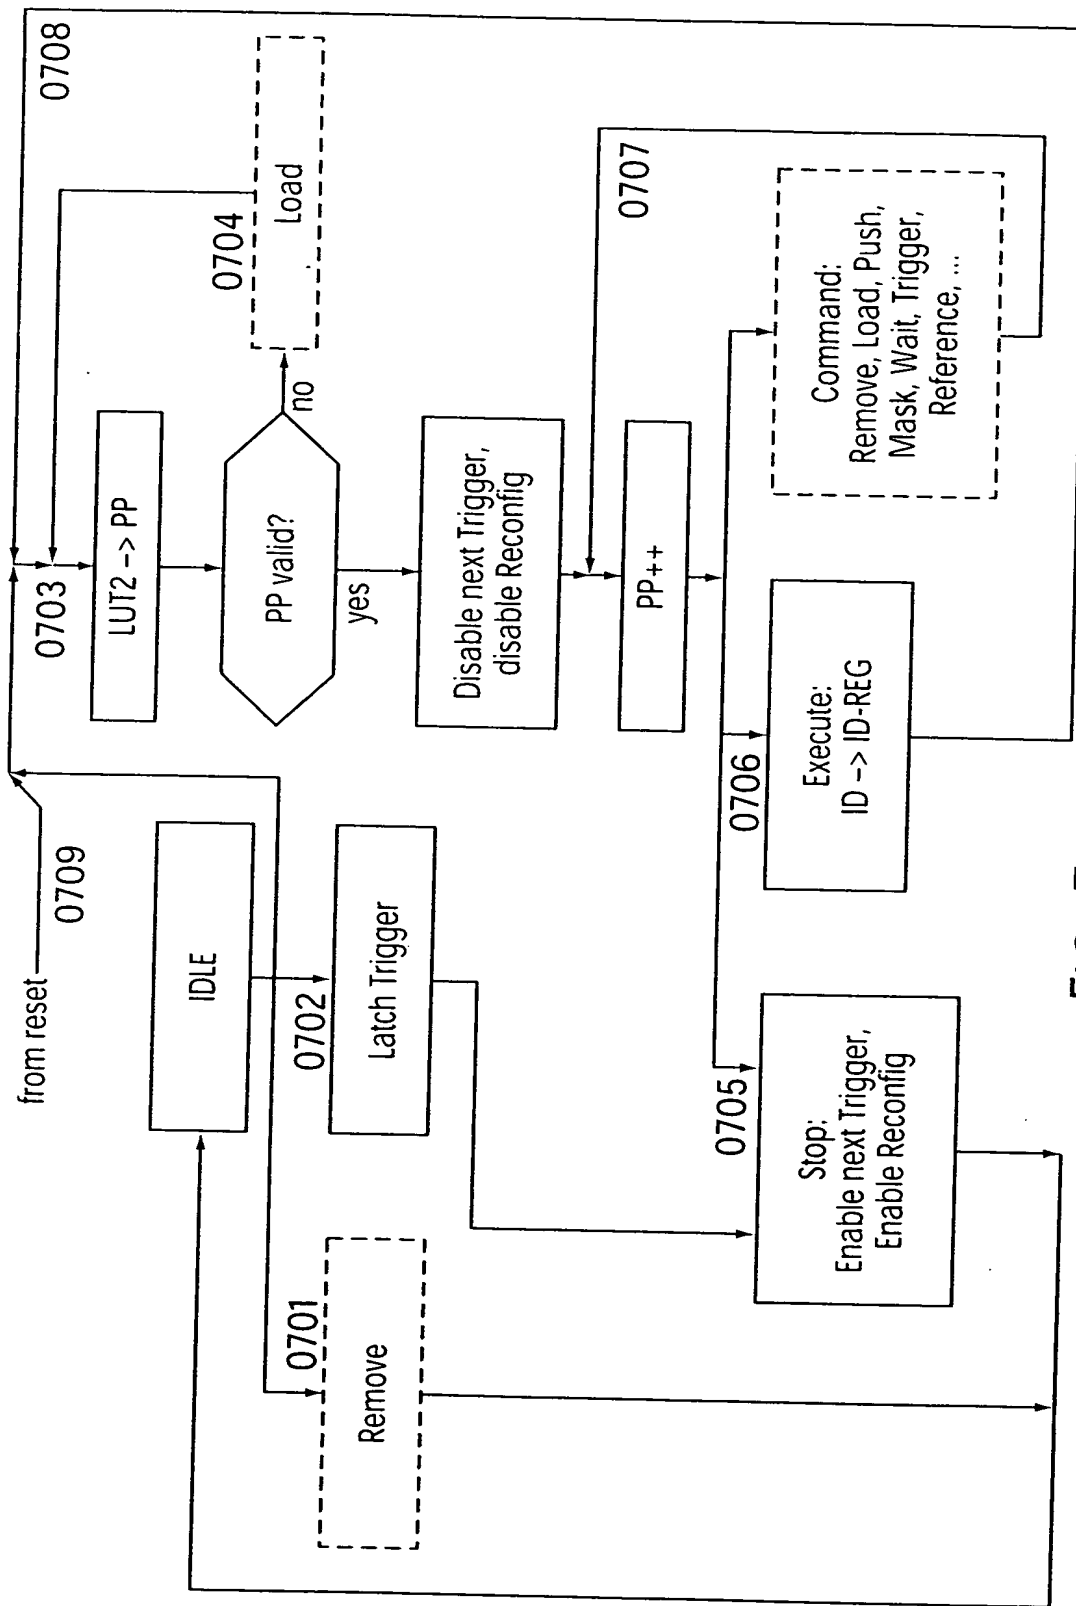 from reset
0709
0708
IDLE
0703
LUT2 -> PP
0704
Load
PP valid?
no
yes
0701
Remove
0702
Latch Trigger
Disable next Trigger,
disable Reconfig
0707
PP++
0705
Stop:
Enable next Trigger,
Enable Reconfig
0706
Execute:
ID -> ID-REG
Command:
Remove, Load, Push,
Mask, Wait, Trigger,
Reference, ...